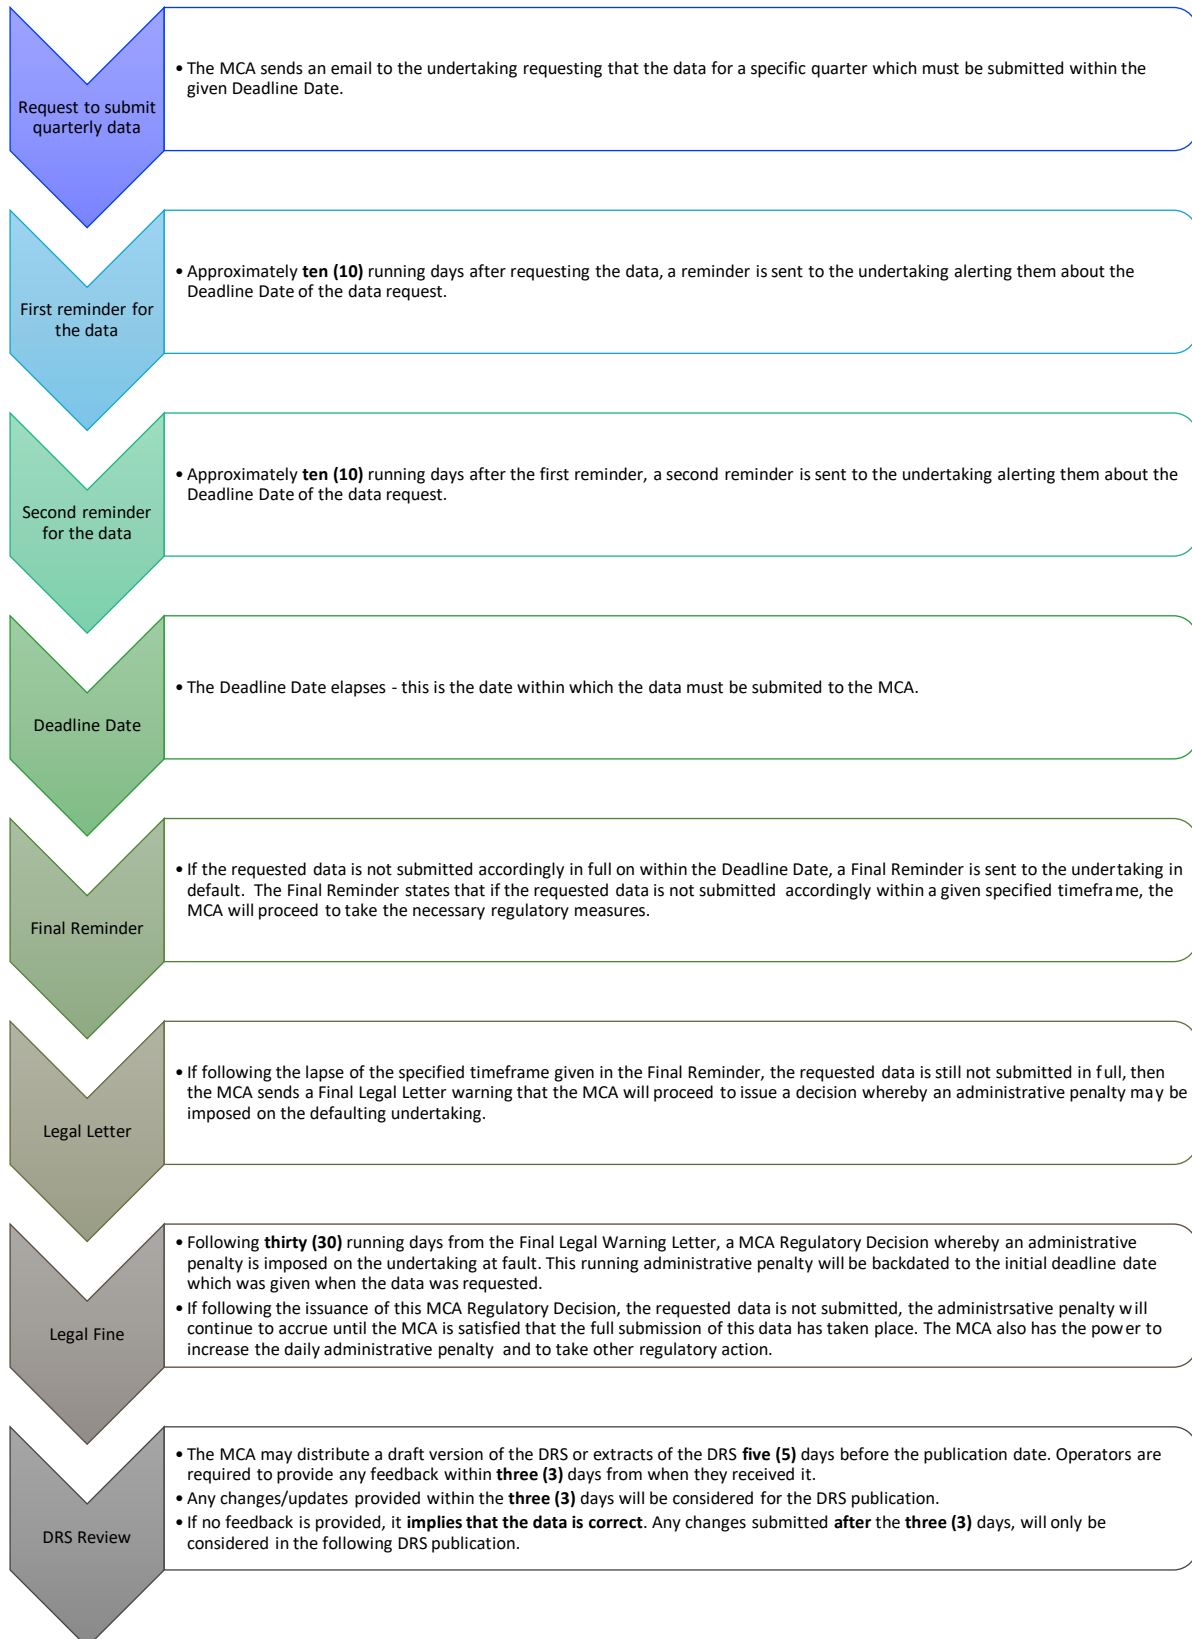 Request to submit
quarterly data
• The MCA sends an email to the undertaking requesting that the data for a specific quarter which must be submitted within the
given Deadline Date.
First reminder for
the data
• Approximately ten (10) running days after requesting the data, a reminder is sent to the undertaking alerting them about the
Deadline Date of the data request.
Second reminder
for the data
• Approximately ten (10) running days after the first reminder, a second reminder is sent to the undertaking alerting them about the
Deadline Date of the data request.
Deadline Date
• The Deadline Date elapses - this is the date within which the data must be submited to the MCA.
Final Reminder
• If the requested data is not submitted accordingly in full on within the Deadline Date, a Final Reminder is sent to the undertaking in
default. The Final Reminder states that if the requested data is not submitted accordingly within a given specified timeframe, the
MCA will proceed to take the necessary regulatory measures.
Legal Letter
• If following the lapse of the specified timeframe given in the Final Reminder, the requested data is still not submitted in full, then
the MCA sends a Final Legal Letter warning that the MCA will proceed to issue a decision whereby an administrative penalty may be
imposed on the defaulting undertaking.
Legal Fine
• Following thirty (30) running days from the Final Legal Warning Letter, a MCA Regulatory Decision whereby an administrative
penalty is imposed on the undertaking at fault. This running administrative penalty will be backdated to the initial deadline date
which was given when the data was requested.
• If following the issuance of this MCA Regulatory Decision, the requested data is not submitted, the administrsative penalty will
continue to accrue until the MCA is satisfied that the full submission of this data has taken place. The MCA also has the power to
increase the daily administrative penalty and to take other regulatory action.
DRS Review
• The MCA may distribute a draft version of the DRS or extracts of the DRS five (5) days before the publication date. Operators are
required to provide any feedback within three (3) days from when they received it.
• Any changes/updates provided within the three (3) days will be considered for the DRS publication.
• If no feedback is provided, it implies that the data is correct. Any changes submitted after the three (3) days, will only be
considered in the following DRS publication.